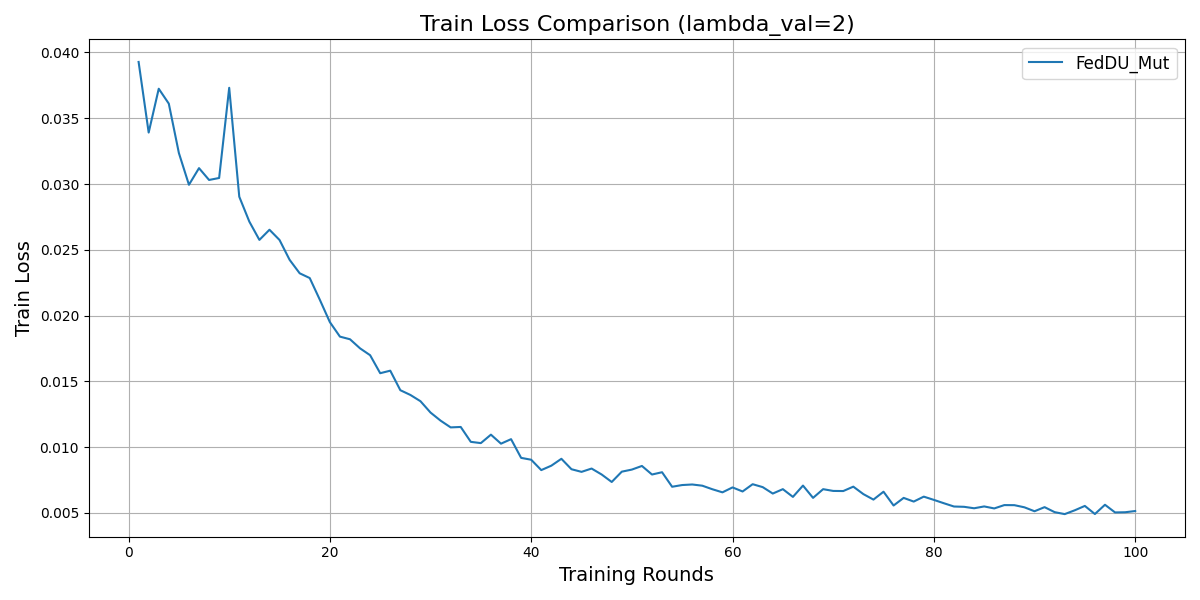 Train Loss Comparison (lambda_val=2)
FedDU_Mut
Train Loss
0.040
0.035
0.030
0.025
0.020
0.015
0.010
0.005
0 20 40 60 80 100
Training Rounds